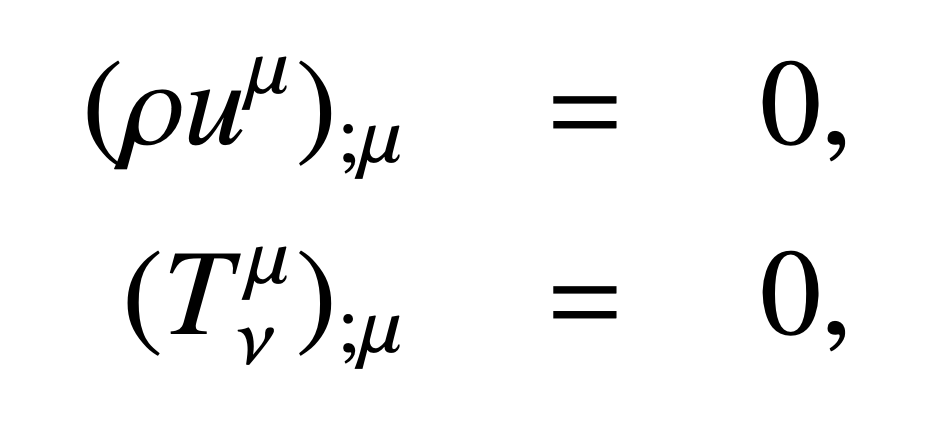 (ρu^μ)_{;μ} = 0,
(T^μ_ν)_{;μ} = 0,